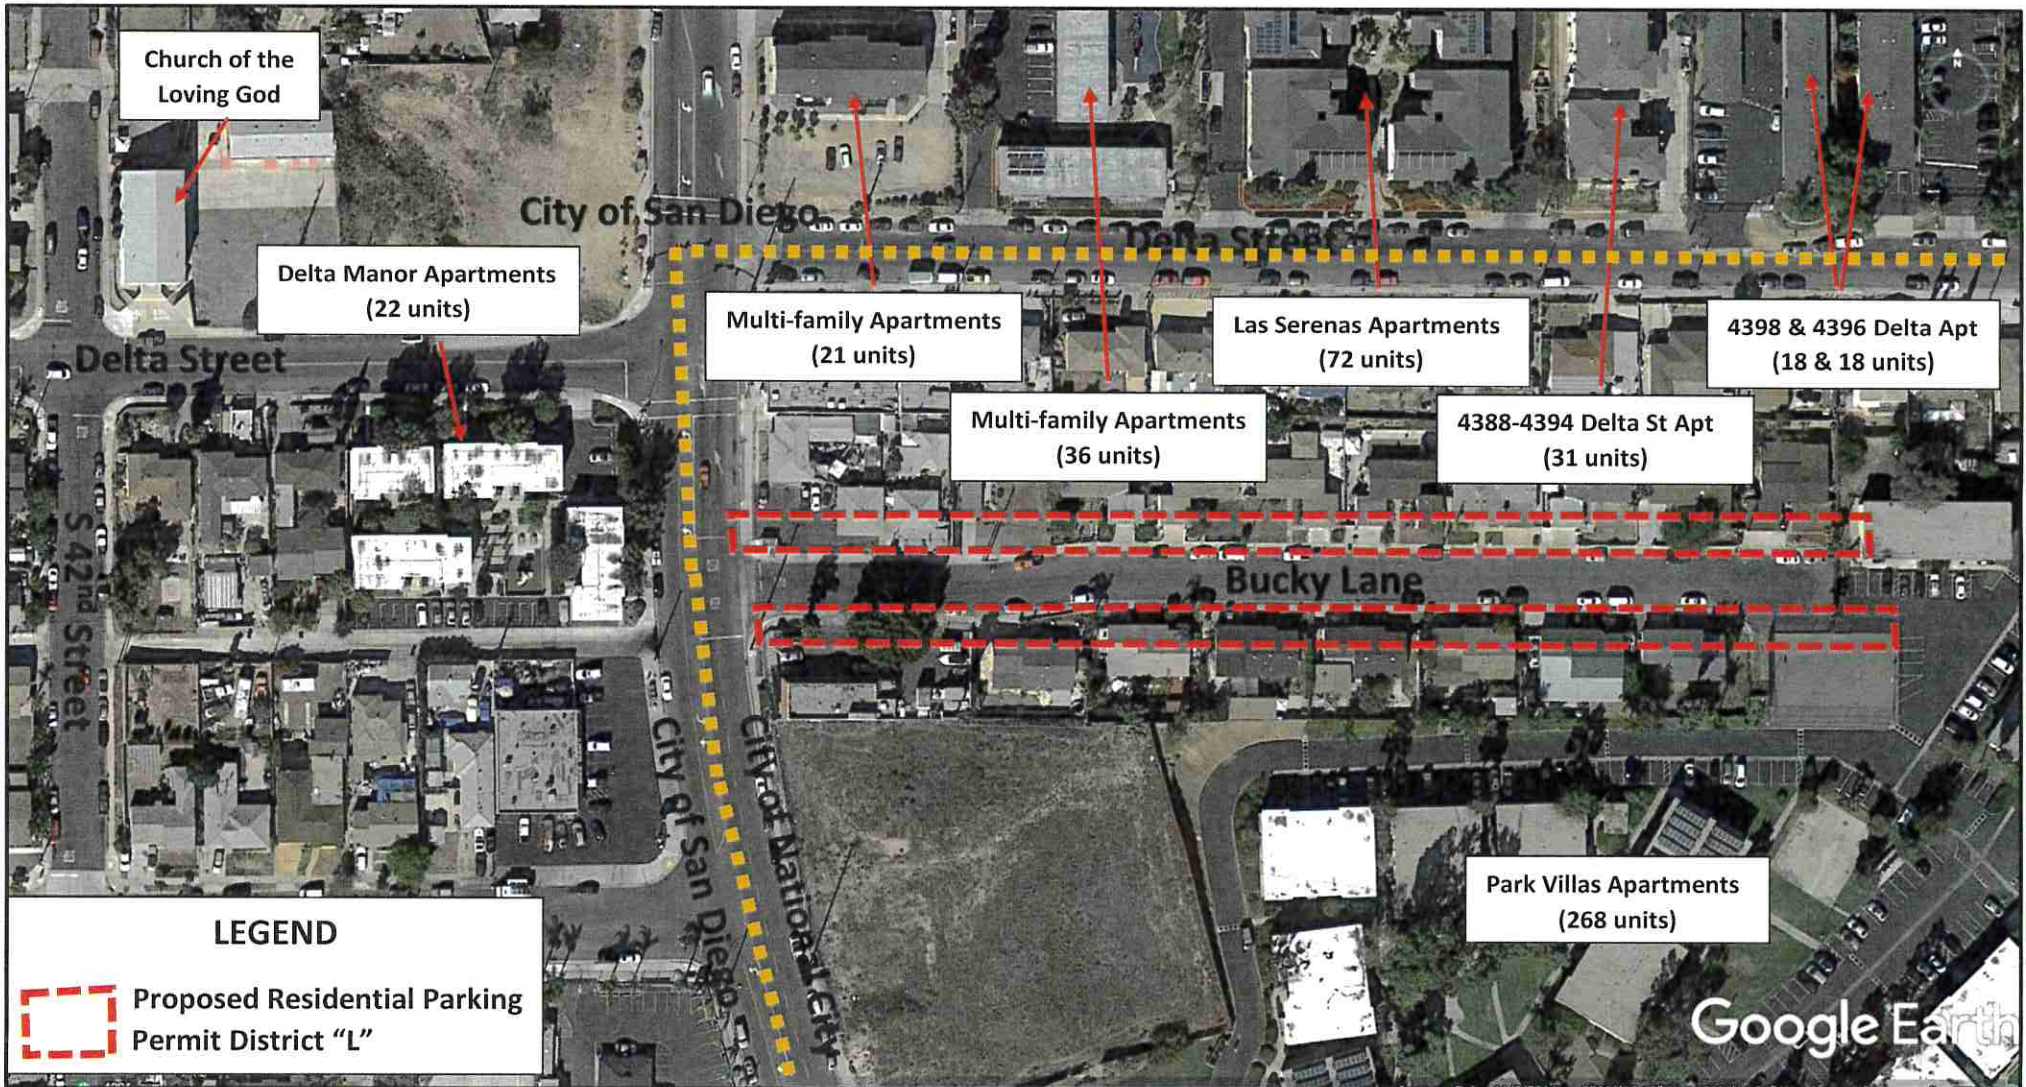 Church of the
Loving God
City of San Diego
Delta Street
Delta Manor Apartments
(22 units)
Multi-family Apartments
(21 units)
Las Serenas Apartments
(72 units)
4398 & 4396 Delta Apt
(18 & 18 units)
Delta Street
Multi-family Apartments
(36 units)
4388-4394 Delta St Apt
(31 units)
S 42nd Street
Bucky Lane
City of San Diego
City of National City
Park Villas Apartments
(268 units)
LEGEND
Proposed Residential Parking
Permit District “L”
Google Earth
N